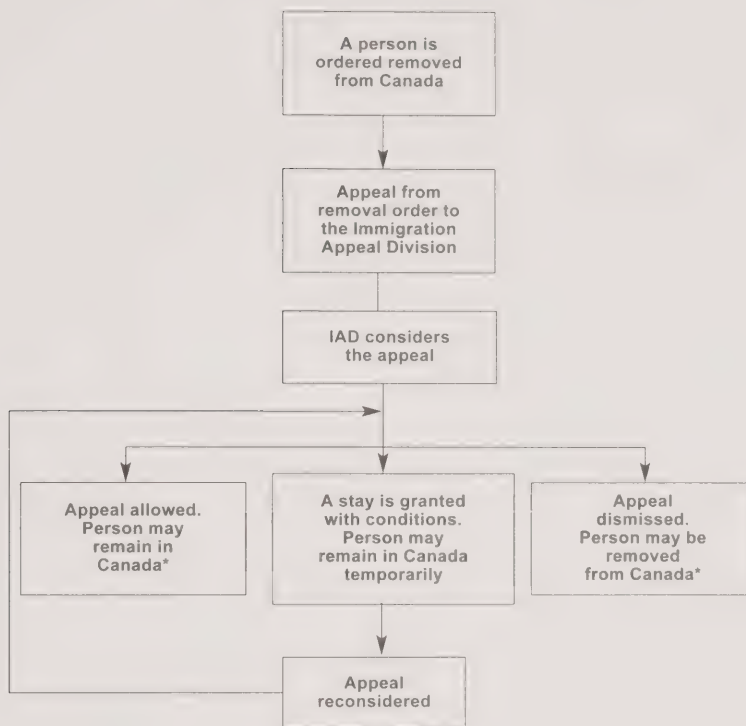 A person is
ordered removed
from Canada
Appeal from
removal order to
the Immigration
Appeal Division
IAD considers
the appeal
Appeal allowed.
Person may
remain in
Canada*
A stay is granted
with conditions.
Person may
remain in Canada
temporarily
Appeal
dismissed.
Person may be
removed
from Canada*
Appeal
reconsidered